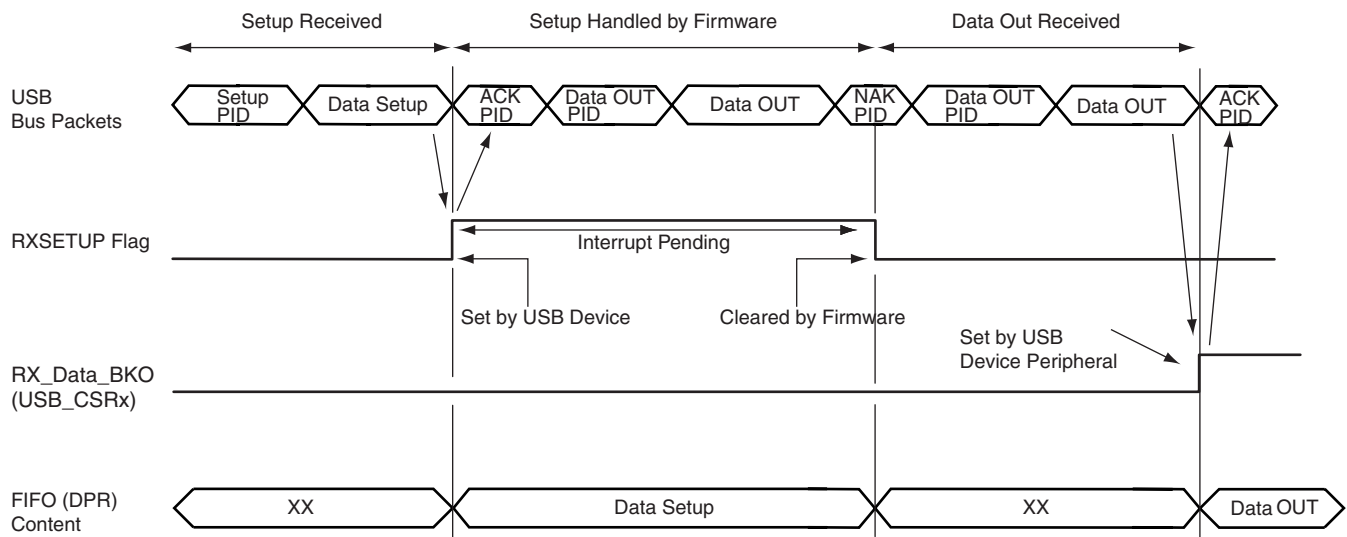 Setup Received
Setup Handled by Firmware
Data Out Received
USB
Bus Packets
Setup
PID
Data Setup
ACK
PID
Data OUT
PID
Data OUT
NAK
PID
Data OUT
PID
Data OUT
ACK
PID
RXSETUP Flag
Interrupt Pending
Set by USB Device
Cleared by Firmware
Set by USB
Device Peripheral
RX_Data_BKO
(USB_CSRx)
FIFO (DPR)
Content
XX
Data Setup
XX
Data OUT